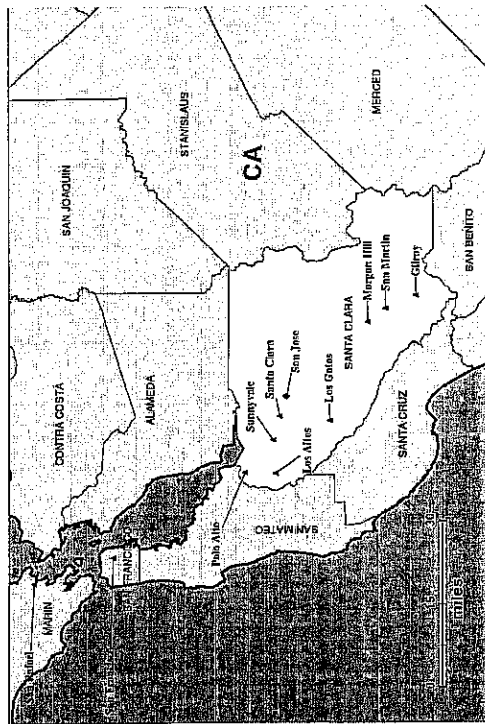 SAN JOAQUIN
STANISLAUS
CA
MERCED
CONTRA COSTA
ALAMEDA
MARIN
SAN MATEO
Palo Alto
Sunnyvale
Santa Clara
San Jose
Los Altos
Los Gatos
SANTA CLARA
Morgan Hill
San Martin
Gilroy
SANTA CRUZ
SAN BENITO
miles